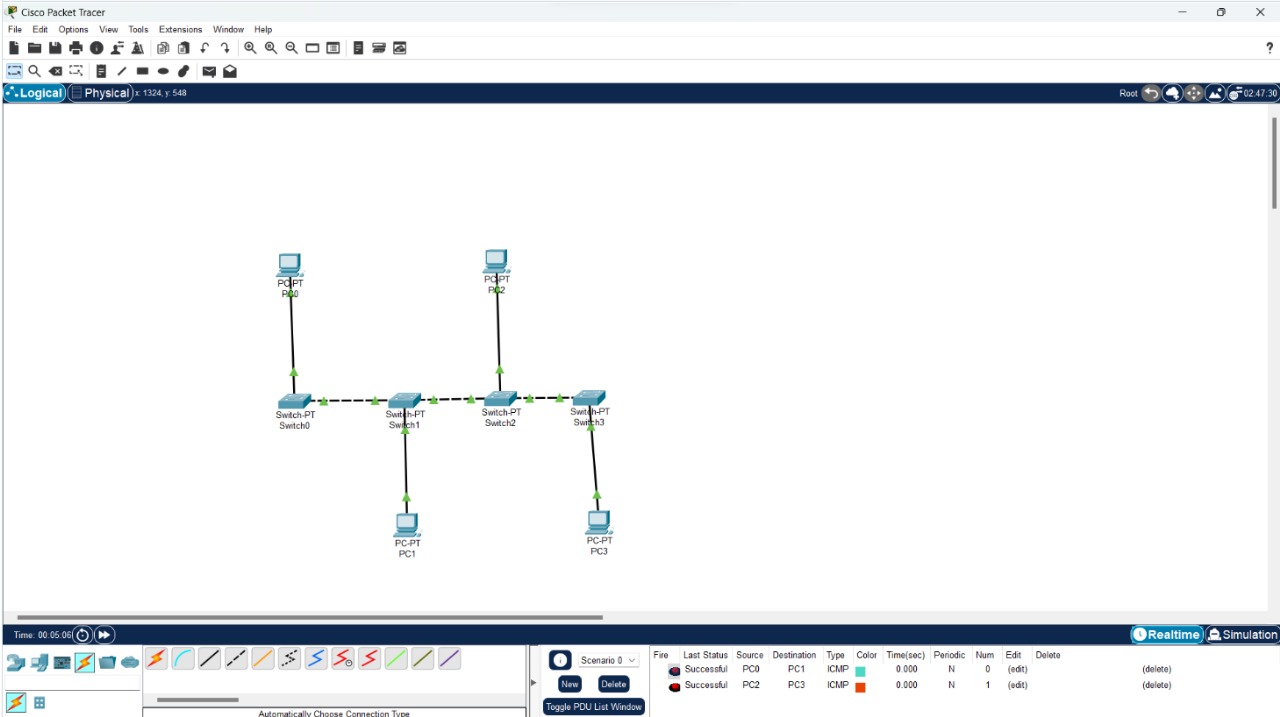 Cisco Packet Tracer
File Edit Options View Tools Extensions Window Help
?
Logical Physical x: 1324, y: 548 Root 02:47:30
PC-PT
PC0
PC-PT
PC2
Switch-PT
Switch0
Switch-PT
Switch1
Switch-PT
Switch2
Switch-PT
Switch3
PC-PT
PC1
PC-PT
PC3
Time: 00:05:06 Realtime Simulation
Scenario 0
New Delete
Toggle PDU List Window
Automatically Choose Connection Type
Fire Last Status Source Destination Type Color Time(sec) Periodic Num Edit Delete
Successful PC0 PC1 ICMP 0.000 N 0 (edit) (delete)
Successful PC2 PC3 ICMP 0.000 N 1 (edit) (delete)